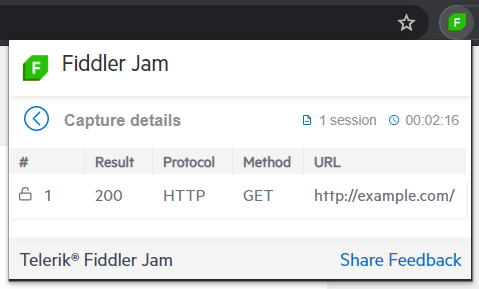 F
F Fiddler Jam
Capture details 1 session 00:02:16
# Result Protocol Method URL
1 200 HTTP GET http://example.com/
Telerik® Fiddler Jam Share Feedback